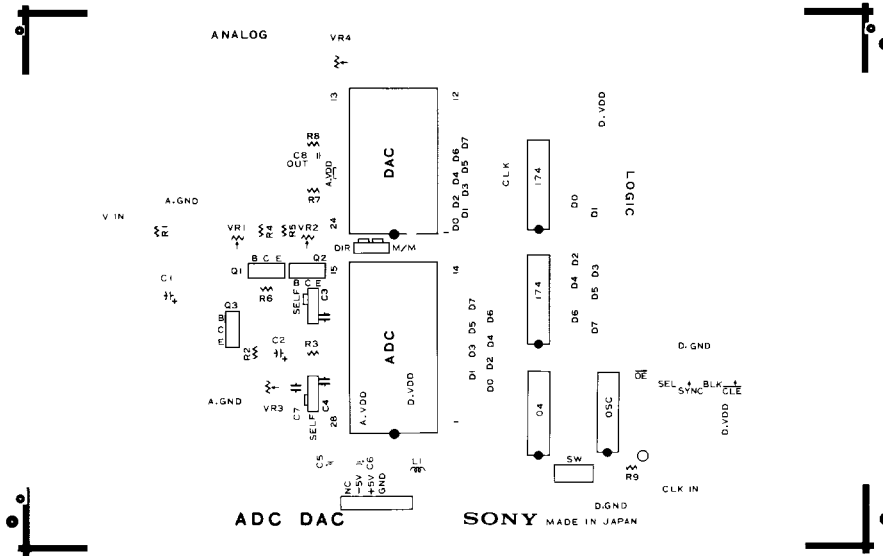 ANALOG
VR4
13
12
D.VDD
R8
C8
OUT
A.VDD
DAC
D7
D6
D5
D4
D3
D2
D1
D0
CLK
174
LOGIC
D0
D1
R7
A.GND
V IN
R1
VR1
R4
R5
VR2
24
1
DIR
M/M
B C E
Q1
Q2
B C E
15
14
C1
R6
SELF
C3
174
D2
D3
D4
D5
D6
D7
Q3
B
C
E
R2
C2
R3
ADC
D7
D6
D5
D4
D3
D2
D1
D0
D.GND
A.GND
VR3
C7
SELF
C4
28
A.VDD
D.VDD
1
04
OSC
OE
SEL
SYNC
BLK
CLE
D.VDD
C5
NC
-5V
+5V
GND
C6
L1
SW
R9
CLK IN
D.GND
ADC DAC
SONY MADE IN JAPAN